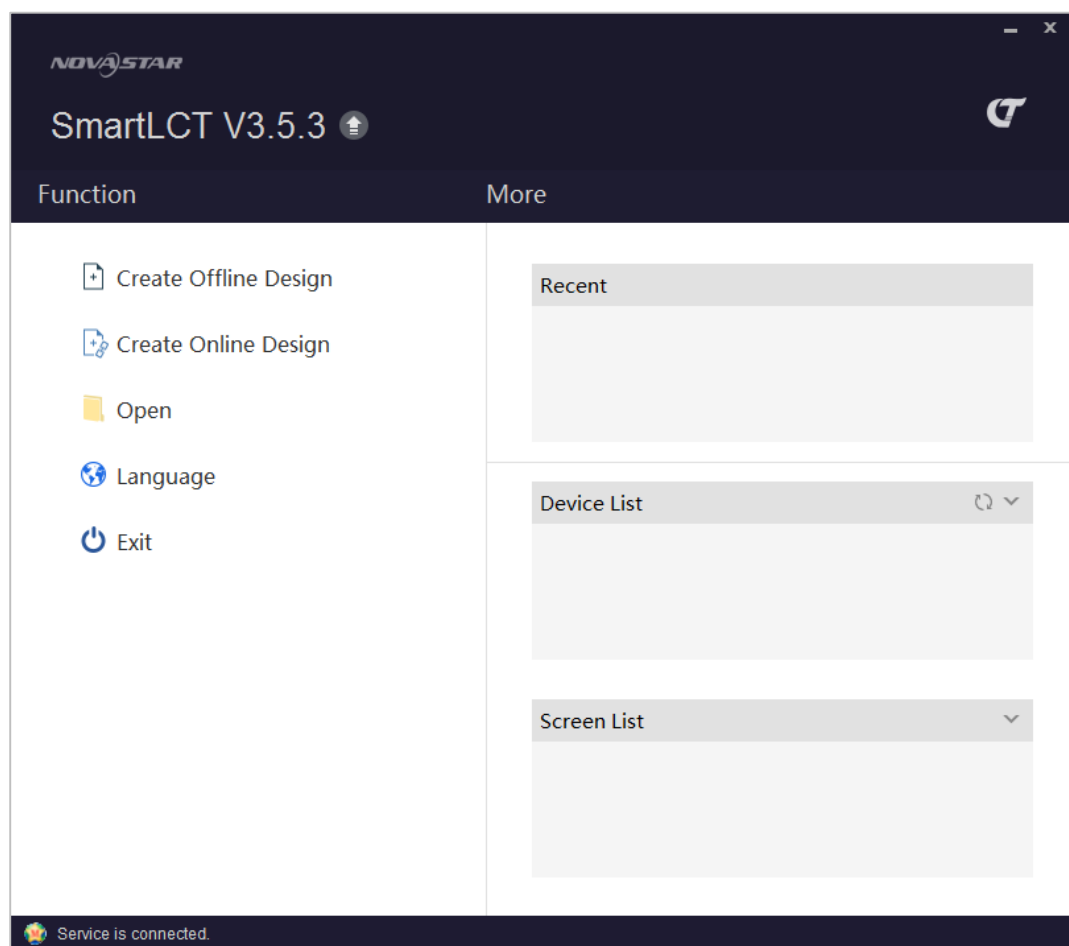 NOVASTAR
SmartLCT V3.5.3
Function
More
Create Offline Design
Create Online Design
Open
Language
Exit
Recent
Device List
Screen List
Service is connected.